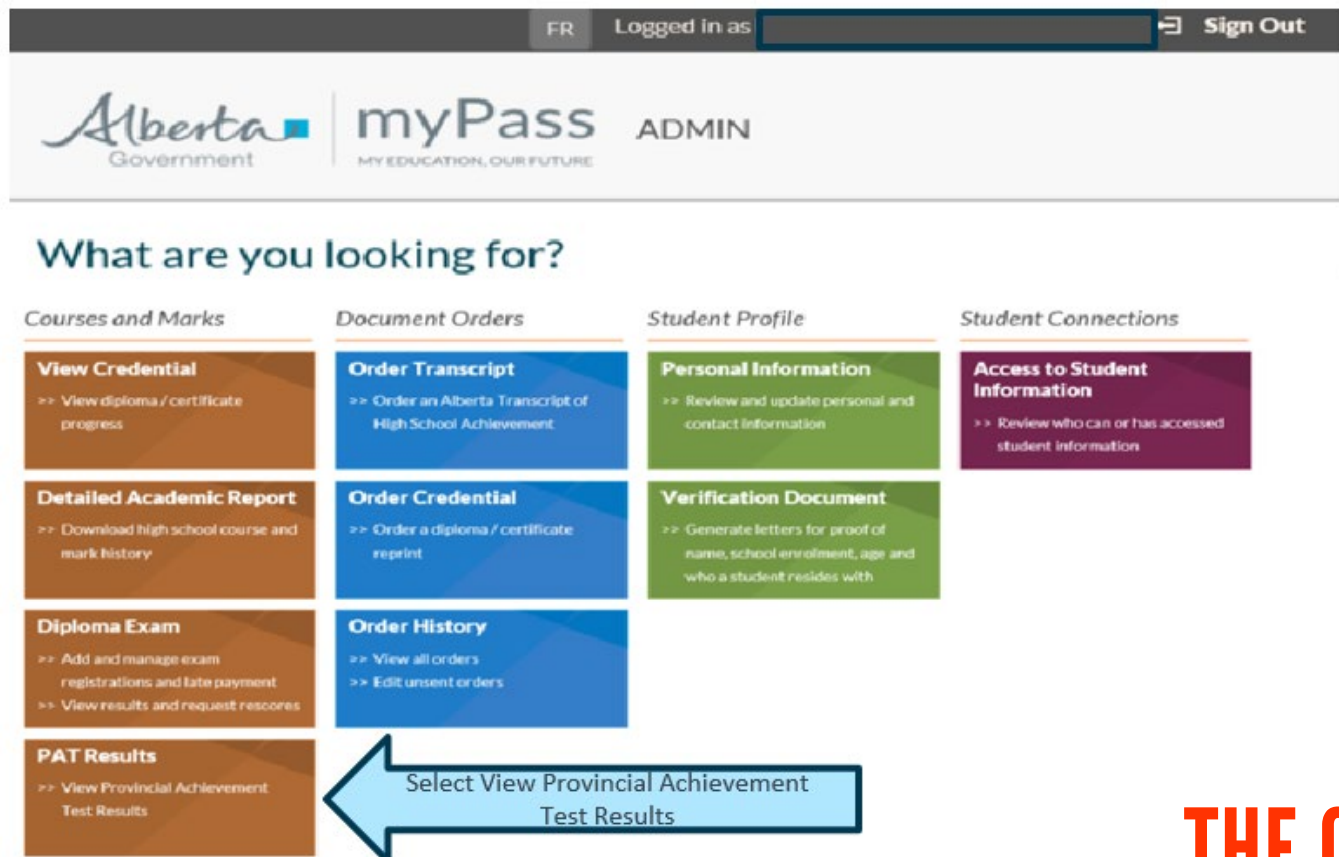 FR Logged in as Sign Out
Alberta Government
myPass ADMIN
MY EDUCATION, OUR FUTURE
What are you looking for?
Courses and Marks
View Credential
>> View diploma / certificate
progress
Detailed Academic Report
>> Download high school course and
mark history
Diploma Exam
>> Add and manage exam
registrations and late payment
>> View results and request rescores
PAT Results
>> View Provincial Achievement
Test Results
Document Orders
Order Transcript
>> Order an Alberta Transcript of
High School Achievement
Order Credential
>> Order a diploma / certificate
reprint
Order History
>> View all orders
>> Edit unsent orders
Student Profile
Personal Information
>> Review and update personal and
contact information
Verification Document
>> Generate letters for proof of
name, school enrolment, age and
who a student resides with
Student Connections
Access to Student
Information
>> Review who can or has accessed
student information
Select View Provincial Achievement
Test Results
THE